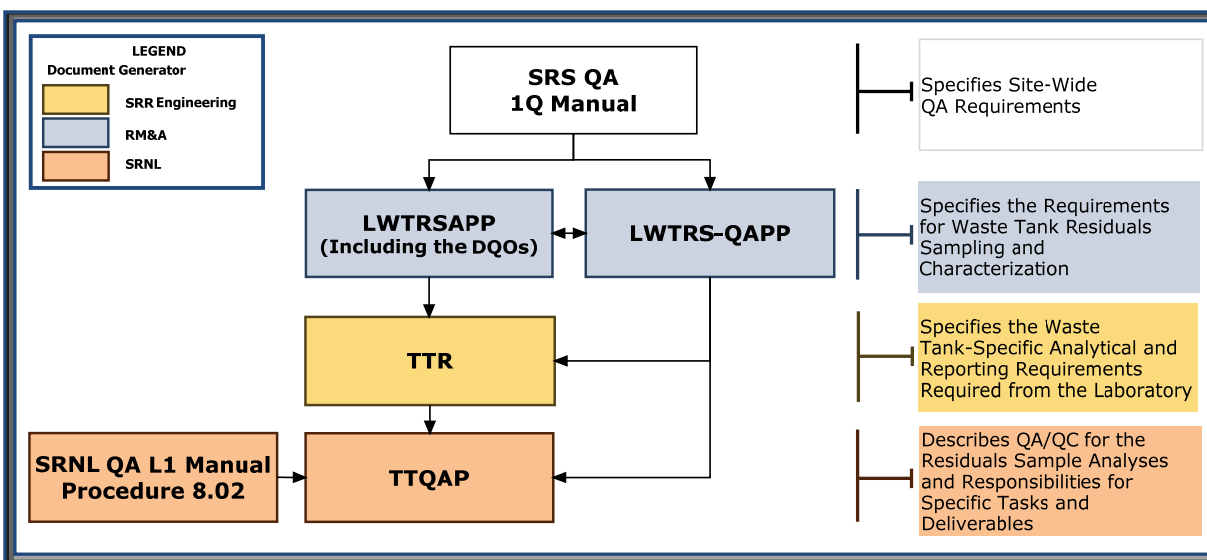 LEGEND
Document Generator
SRR Engineering
RM&A
SRNL
SRS QA
1Q Manual
Specifies Site-Wide
QA Requirements
LWTRSAPP
(Including the DQOs)
LWTRS-QAPP
Specifies the Requirements
for Waste Tank Residuals
Sampling and
Characterization
TTR
Specifies the Waste
Tank-Specific Analytical and
Reporting Requirements
Required from the Laboratory
SRNL QA L1 Manual
Procedure 8.02
TTQAP
Describes QA/QC for the
Residuals Sample Analyses
and Responsibilities for
Specific Tasks and
Deliverables